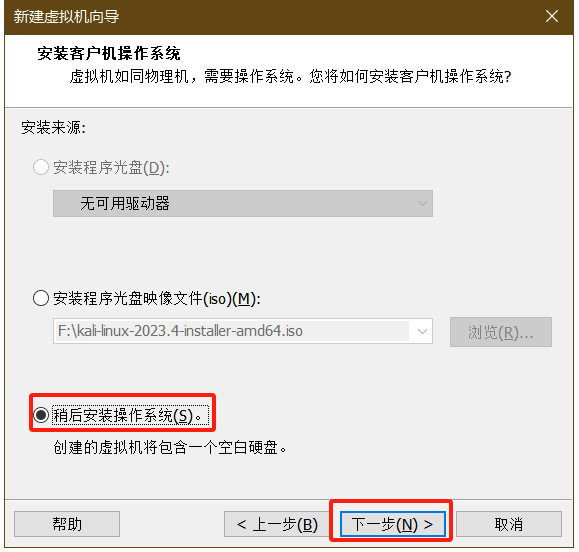 新建虚拟机向导
安装客户机操作系统
虚拟机如同物理机，需要操作系统。您将如何安装客户机操作系统?
安装来源:
安装程序光盘(D):
无可用驱动器
安装程序光盘映像文件(iso)(M):
F:\kali-linux-2023.4-installer-amd64.iso
浏览(R)...
稍后安装操作系统(S)。
创建的虚拟机将包含一个空白硬盘。
帮助
< 上一步(B)
下一步(N) >
取消